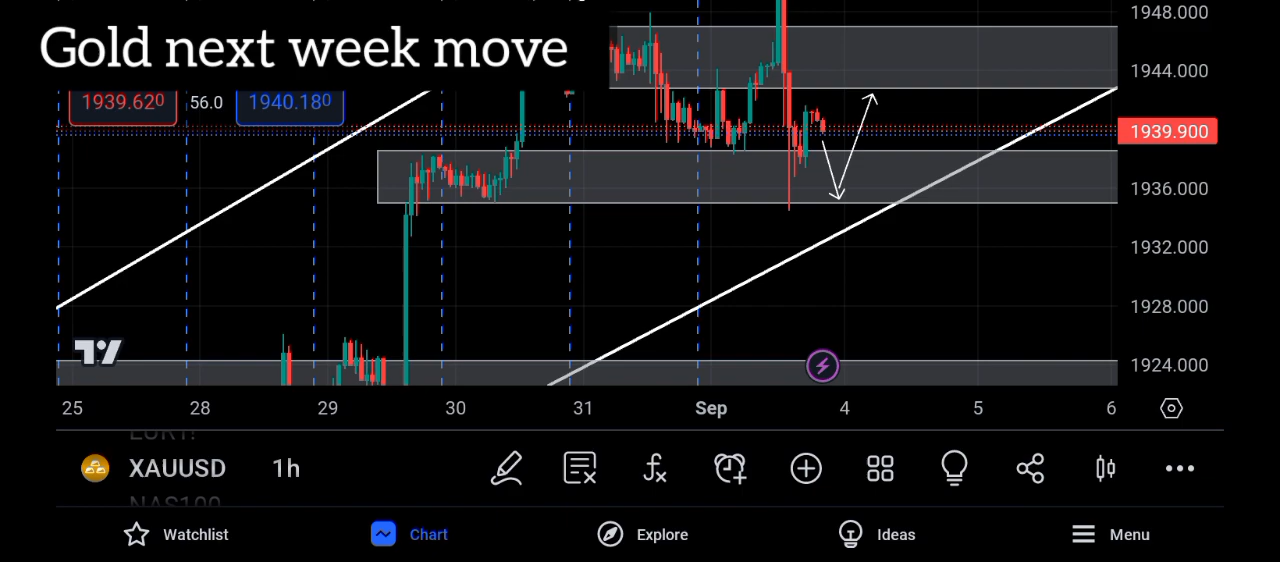 1948.000
Gold next week move
1944.000
1939.620 56.0 1940.180
1939.900
1936.000
1932.000
1928.000
1924.000
25 28 29 30 31 Sep 4 5 6
XAUUSD 1h
NAS100
Watchlist Chart Explore Ideas Menu